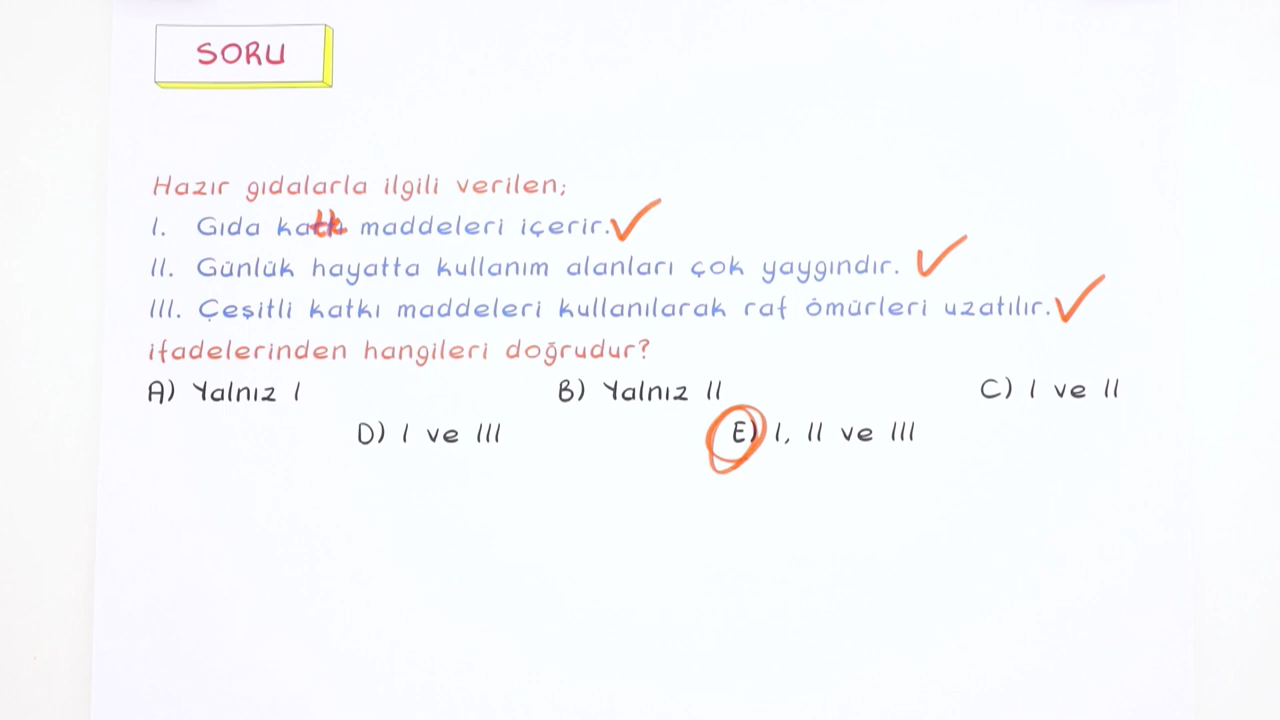 SORU
Hazır gıdalarla ilgili verilen;
I. Gıda katkı maddeleri içerir.
II. Günlük hayatta kullanım alanları çok yaygındır.
III. Çeşitli katkı maddeleri kullanılarak raf ömürleri uzatılır.
ifadelerinden hangileri doğrudur?
A) Yalnız I B) Yalnız II C) I ve II
D) I ve III E) I, II ve III